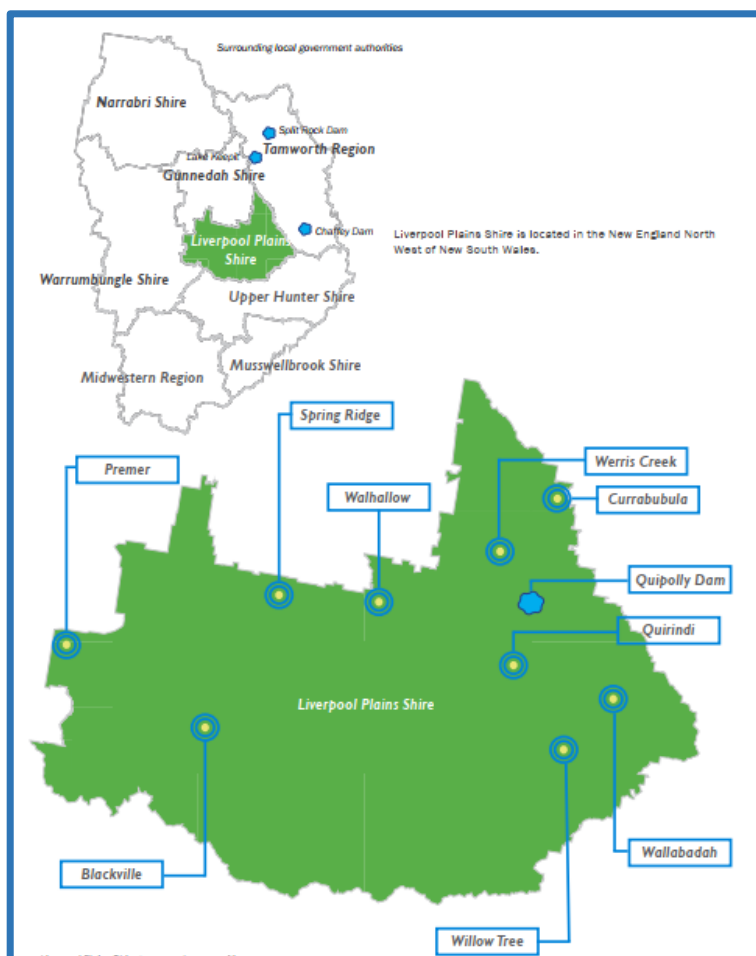 Surrounding local government authorities
Narrabri Shire
Split Rock Dam
Tamworth Region
Lake Keepit
Gunnedah Shire
Chaffey Dam
Liverpool Plains
Shire
Liverpool Plains Shire is located in the New England North
West of New South Wales.
Warrumbungle Shire
Upper Hunter Shire
Musswellbrook Shire
Midwestern Region
Spring Ridge
Premer
Werris Creek
Walhallow
Currabubula
Quipolly Dam
Quirindi
Liverpool Plains Shire
Wallabadah
Blackville
Willow Tree